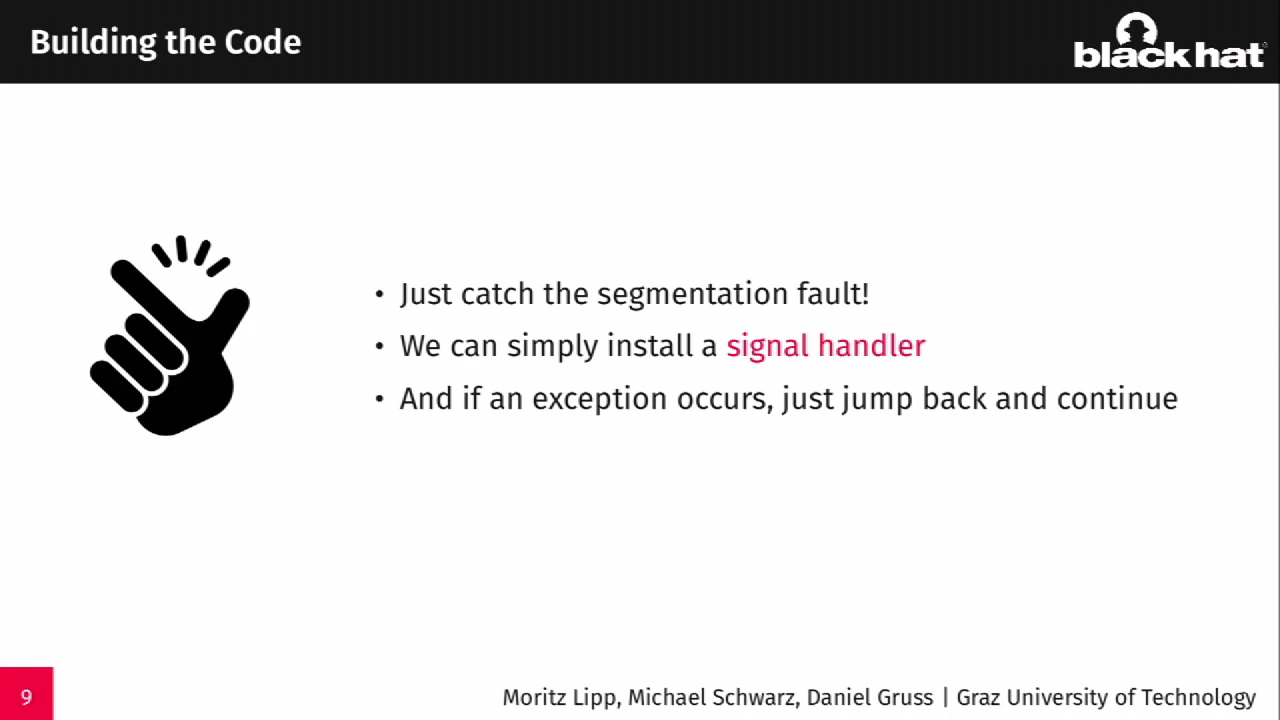 Building the Code
black hat
• Just catch the segmentation fault!
• We can simply install a signal handler
• And if an exception occurs, just jump back and continue
9
Moritz Lipp, Michael Schwarz, Daniel Gruss | Graz University of Technology